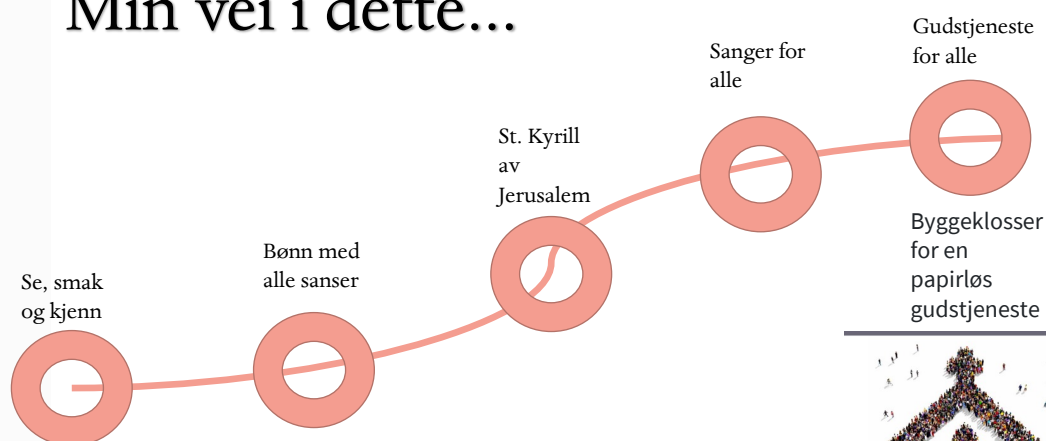 Min vei i dette...
Se, smak
og kjenn
Bønn med
alle sanser
St. Kyrill
av
Jerusalem
Sanger for
alle
Gudstjeneste
for alle
Byggeklosser
for en
papirløs
gudstjeneste